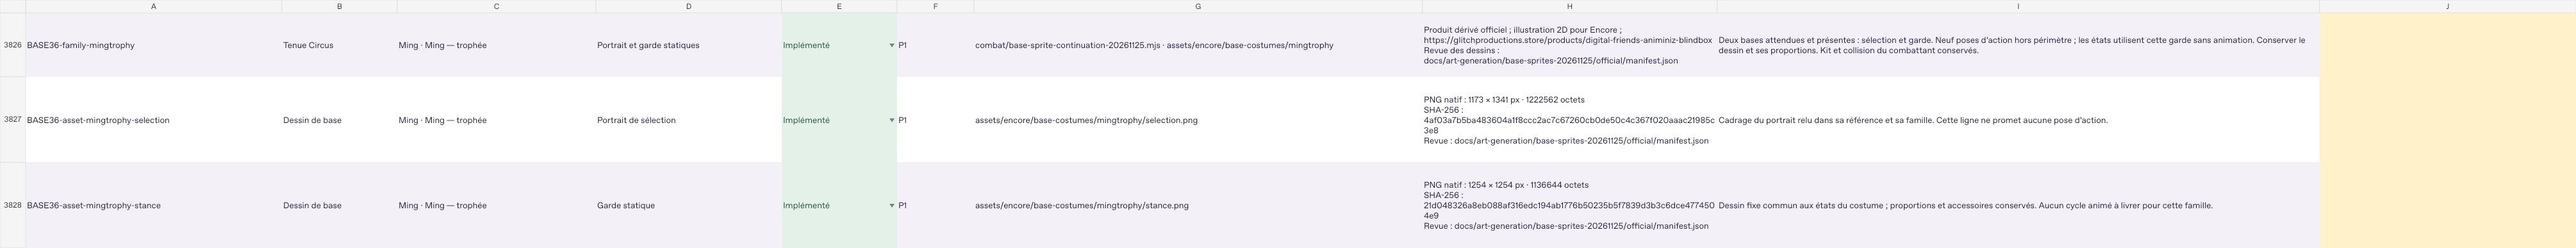 A B C D E F G H I J
3826 BASE36-family-mingtrophy Tenue Circus Ming · Ming — trophée Portrait et garde statiques Implémenté P1 combat/base-sprite-continuation-20261125.mjs · assets/encore/base-costumes/mingtrophy
Produit dérivé officiel ; illustration 2D pour Encore ;
https://glitchproductions.store/products/digital-friends-animiniz-blindbox
Revue des dessins :
docs/art-generation/base-sprites-20261125/official/manifest.json
Deux bases attendues et présentes : sélection et garde. Neuf poses d'action hors périmètre ; les états utilisent cette garde sans animation. Conserver le
dessin et ses proportions. Kit et collision du combattant conservés.
3827 BASE36-asset-mingtrophy-selection Dessin de base Ming · Ming — trophée Portrait de sélection Implémenté P1 assets/encore/base-costumes/mingtrophy/selection.png
PNG natif : 1173 × 1341 px · 1222562 octets
SHA-256 :
4af03a7b5ba483604a1f8ccc2ac7c67260cb0de50c4c367f020aaac21985c
3e8
Revue : docs/art-generation/base-sprites-20261125/official/manifest.json
Cadrage du portrait relu dans sa référence et sa famille. Cette ligne ne promet aucune pose d'action.
3828 BASE36-asset-mingtrophy-stance Dessin de base Ming · Ming — trophée Garde statique Implémenté P1 assets/encore/base-costumes/mingtrophy/stance.png
PNG natif : 1254 × 1254 px · 1136644 octets
SHA-256 :
21d048326a8eb088af316edc194ab1776b50235b5f7839d3b3c6dce477450
4e9
Revue : docs/art-generation/base-sprites-20261125/official/manifest.json
Dessin fixe commun aux états du costume ; proportions et accessoires conservés. Aucun cycle animé à livrer pour cette famille.